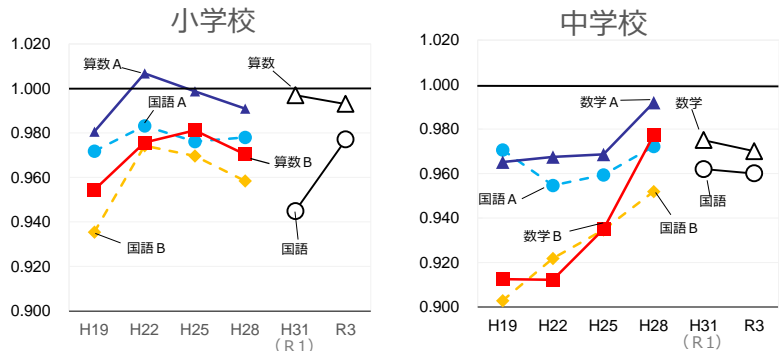 小学校
1.020
1.000
0.980
0.960
0.940
0.920
0.900
算数A
算数
国語A
算数B
国語B
国語
H19
H22
H25
H28
H31
(R1)
R3
中学校
1.020
1.000
0.980
0.960
0.940
0.920
0.900
数学A
数学
国語A
国語
数学B
国語B
H19
H22
H25
H28
H31
(R1)
R3